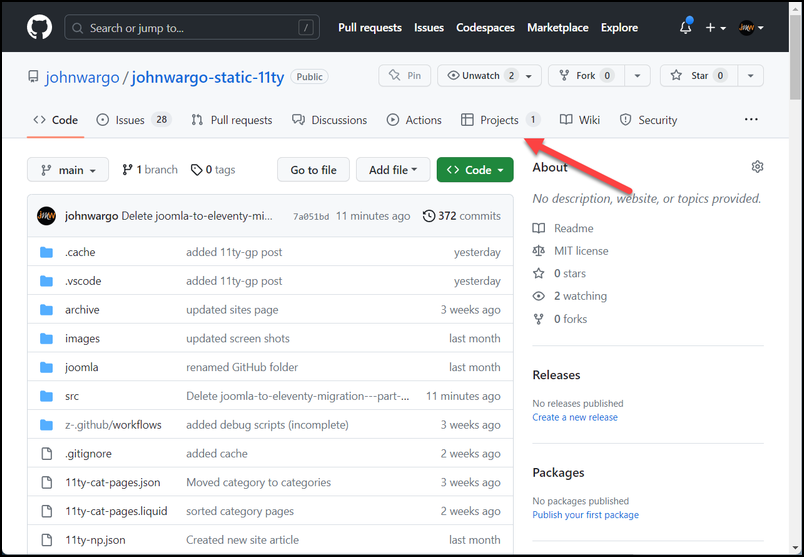 Search or jump to... /
Pull requests Issues Codespaces Marketplace Explore
johnwargo / johnwargo-static-11ty Public
Pin Unwatch 2 Fork 0 Star 0
Code Issues 28 Pull requests Discussions Actions Projects 1 Wiki Security ...
main 1 branch 0 tags Go to file Add file Code
johnwargo Delete joomla-to-eleventy-mi... 7a051bd 11 minutes ago 372 commits
.cache added 11ty-gp post yesterday
.vscode added 11ty-gp post yesterday
archive updated sites page 3 weeks ago
images updated screen shots last month
joomla renamed GitHub folder last month
src Delete joomla-to-eleventy-migration---part-... 11 minutes ago
z-.github/workflows added debug scripts (incomplete) 3 weeks ago
.gitignore added cache 2 weeks ago
11ty-cat-pages.json Moved category to categories 3 weeks ago
11ty-cat-pages.liquid sorted category pages 2 weeks ago
11ty-np.json Created new site article last month
About
No description, website, or topics provided.
Readme
MIT license
0 stars
2 watching
0 forks
Releases
No releases published
Create a new release
Packages
No packages published
Publish your first package